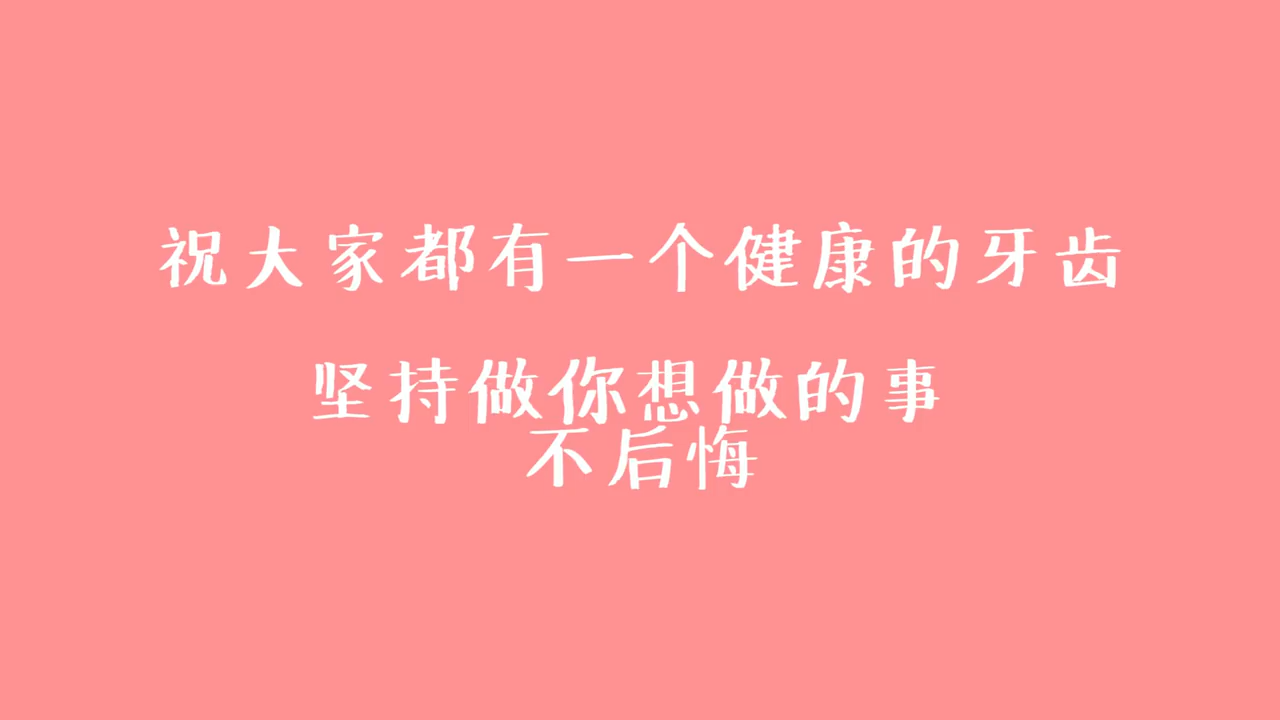 祝大家都有一个健康的牙齿
坚持做你想做的事
不后悔